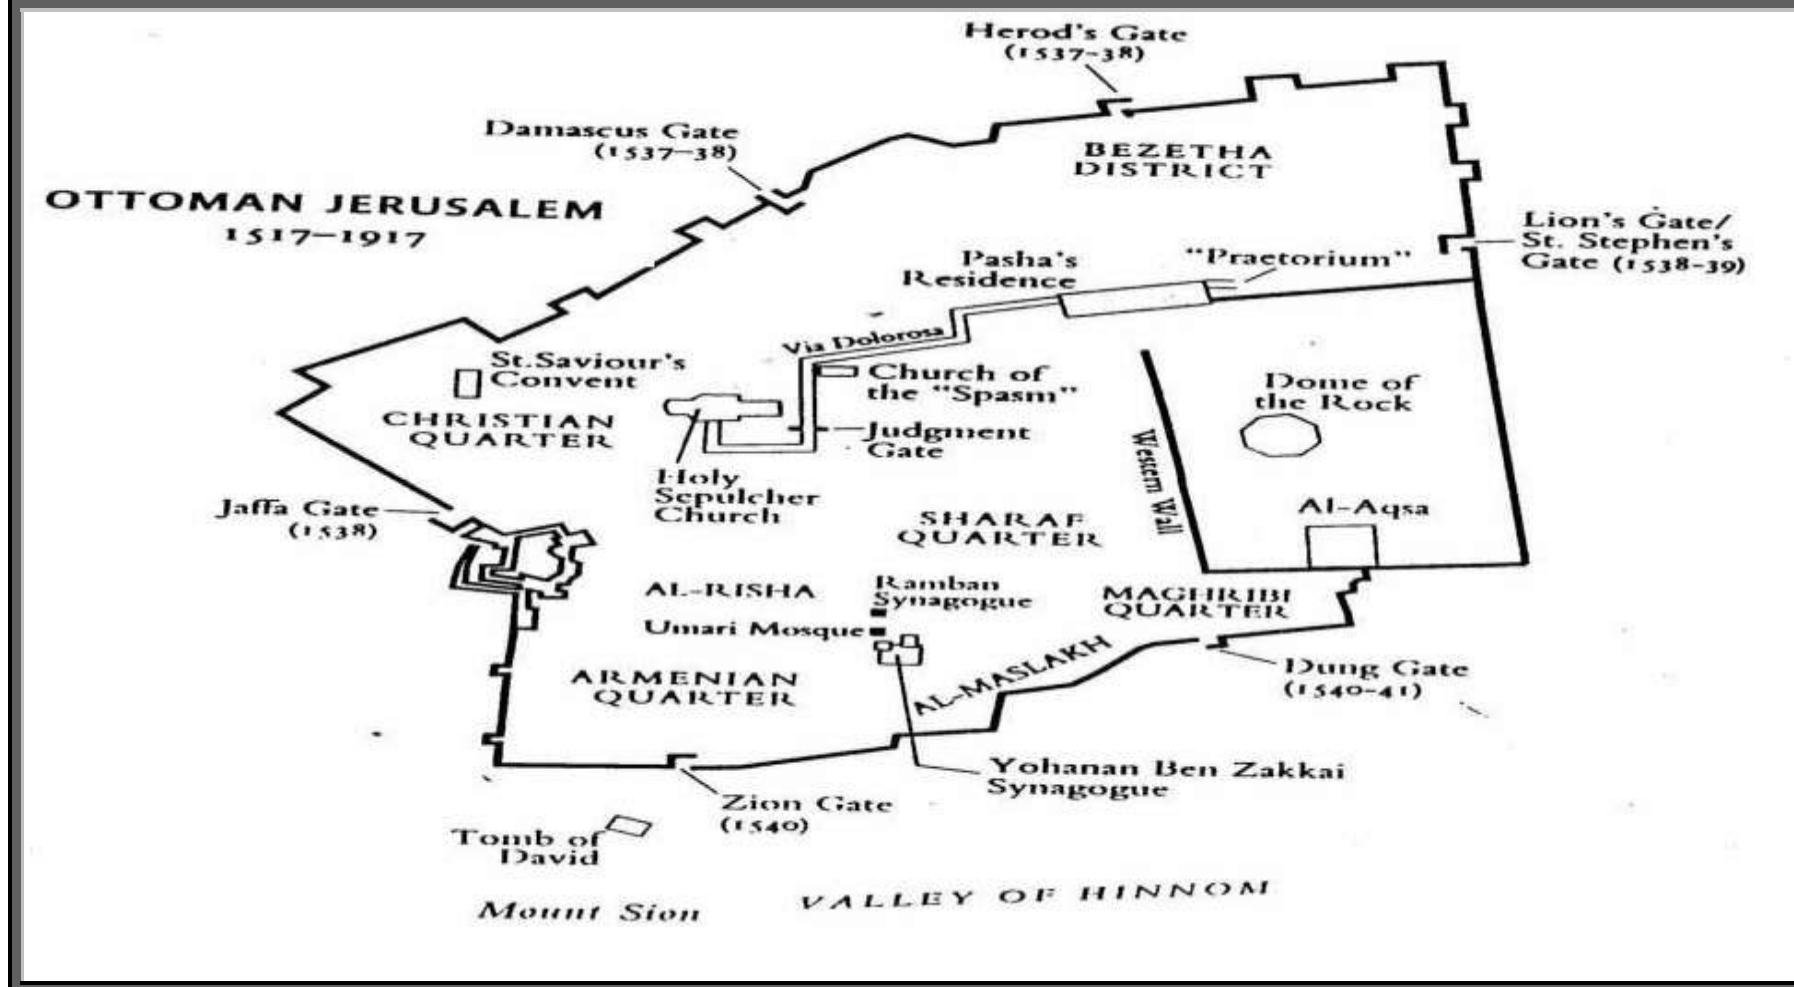 Herod's Gate
(1537-38)
Damascus Gate
(1537-38)
BEZETHA
DISTRICT
OTTOMAN JERUSALEM
1517-1917
Lion's Gate/
St. Stephen's
Gate (1538-39)
Pasha's
Residence
"Praetorium"
Via Dolorosa
St.Saviour's
Convent
Church of
the "Spasm"
Dome of
the Rock
CHRISTIAN
QUARTER
Judgment
Gate
Western Wall
Holy
Sepulcher
Church
Jaffa Gate
(1538)
Al-Aqsa
SHARAF
QUARTER
AL-RISHA
Ramban
Synagogue
MAGHRIBI
QUARTER
Umari Mosque
AL-MASLAKH
Dung Gate
(1540-41)
ARMENIAN
QUARTER
Yohanan Ben Zakkai
Synagogue
Zion Gate
(1540)
Tomb of
David
Mount Sion
VALLEY OF HINNOM